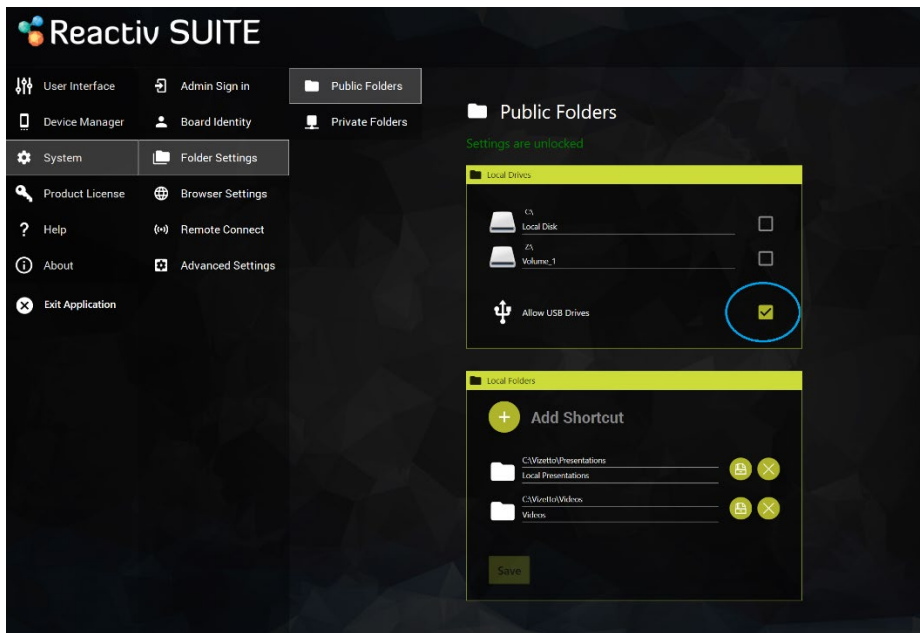 Reactiv SUITE
User Interface
Device Manager
System
Product License
? Help
About
Exit Application
Admin Sign in
Board Identity
Folder Settings
Browser Settings
Remote Connect
Advanced Settings
Public Folders
Private Folders
Public Folders
Settings are unlocked
Local Drives
C:\
Local Disk
Z:\
Volume_1
Allow USB Drives
Local Folders
Add Shortcut
C:\Vizetto\Presentations
Local Presentations
C:\Vizetto\Videos
Videos
Save